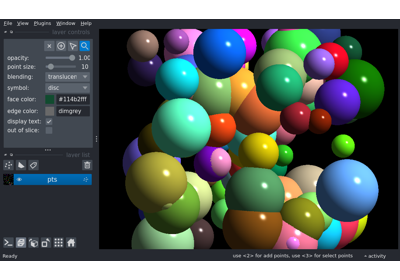 File View Plugins Window Help
layer controls
opacity: 1.00
point size: 10
blending: translucen
symbol: disc
face color: #114b2fff
edge color: dimgrey
display text:
out of slice:
layer list
pts
Ready use <2> for add points, use <3> for select points activity